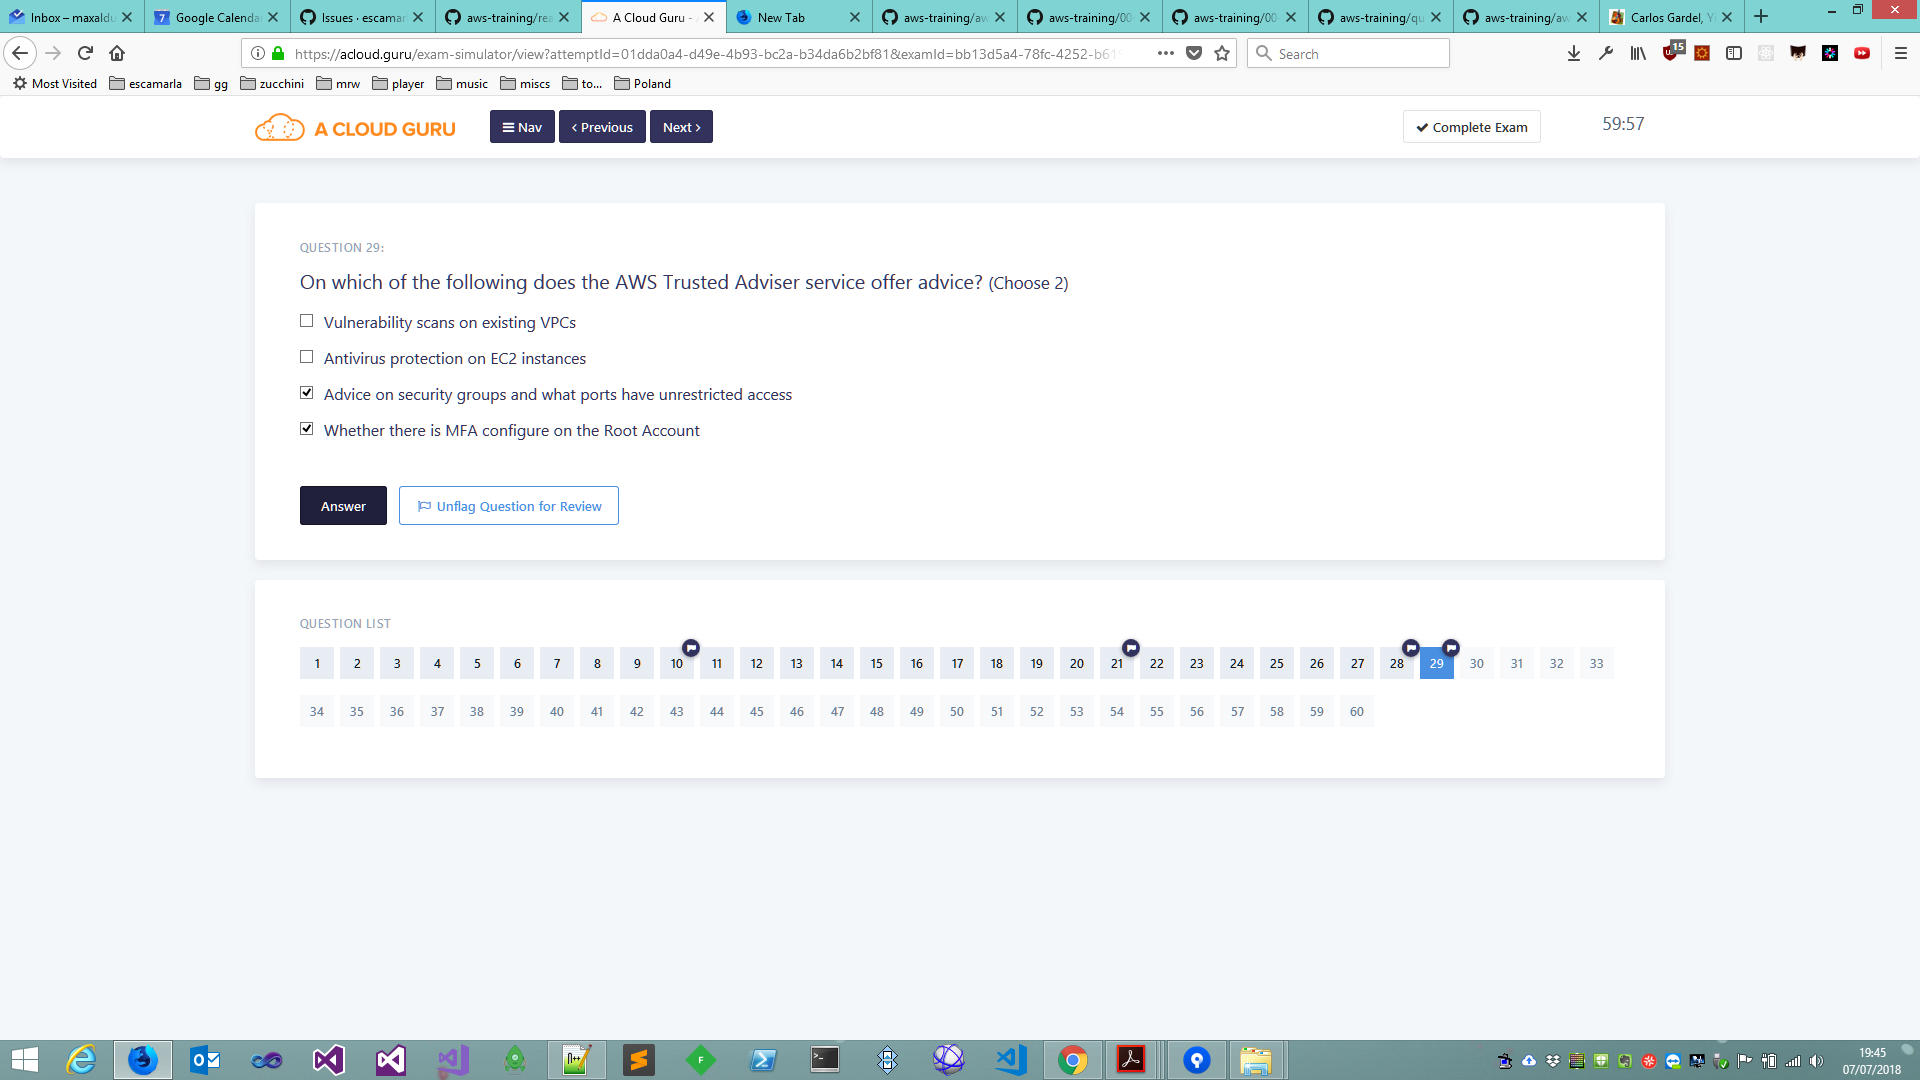 Inbox – maxaldu
Google Calenda
Issues · escamar
aws-training/rea
A Cloud Guru -
New Tab
aws-training/aw
aws-training/00
aws-training/00
aws-training/qu
aws-training/aw
Carlos Gardel, Y
https://acloud.guru/exam-simulator/view?attemptId=01dda0a4-d49e-4b93-bc2a-b34da6b2bf81&examId=bb13d5a4-78fc-4252-b61
Search
15
Most Visited
escamarla
gg
zucchini
mrw
player
music
miscs
to...
Poland
A CLOUD GURU
Nav
Previous
Next
Complete Exam
59:57
QUESTION 29:
On which of the following does the AWS Trusted Adviser service offer advice? (Choose 2)
Vulnerability scans on existing VPCs
Antivirus protection on EC2 instances
Advice on security groups and what ports have unrestricted access
Whether there is MFA configure on the Root Account
Answer
Unflag Question for Review
QUESTION LIST
1 2 3 4 5 6 7 8 9 10 11 12 13 14 15 16 17 18 19 20 21 22 23 24 25 26 27 28 29 30 31 32 33
34 35 36 37 38 39 40 41 42 43 44 45 46 47 48 49 50 51 52 53 54 55 56 57 58 59 60
19:45
07/07/2018